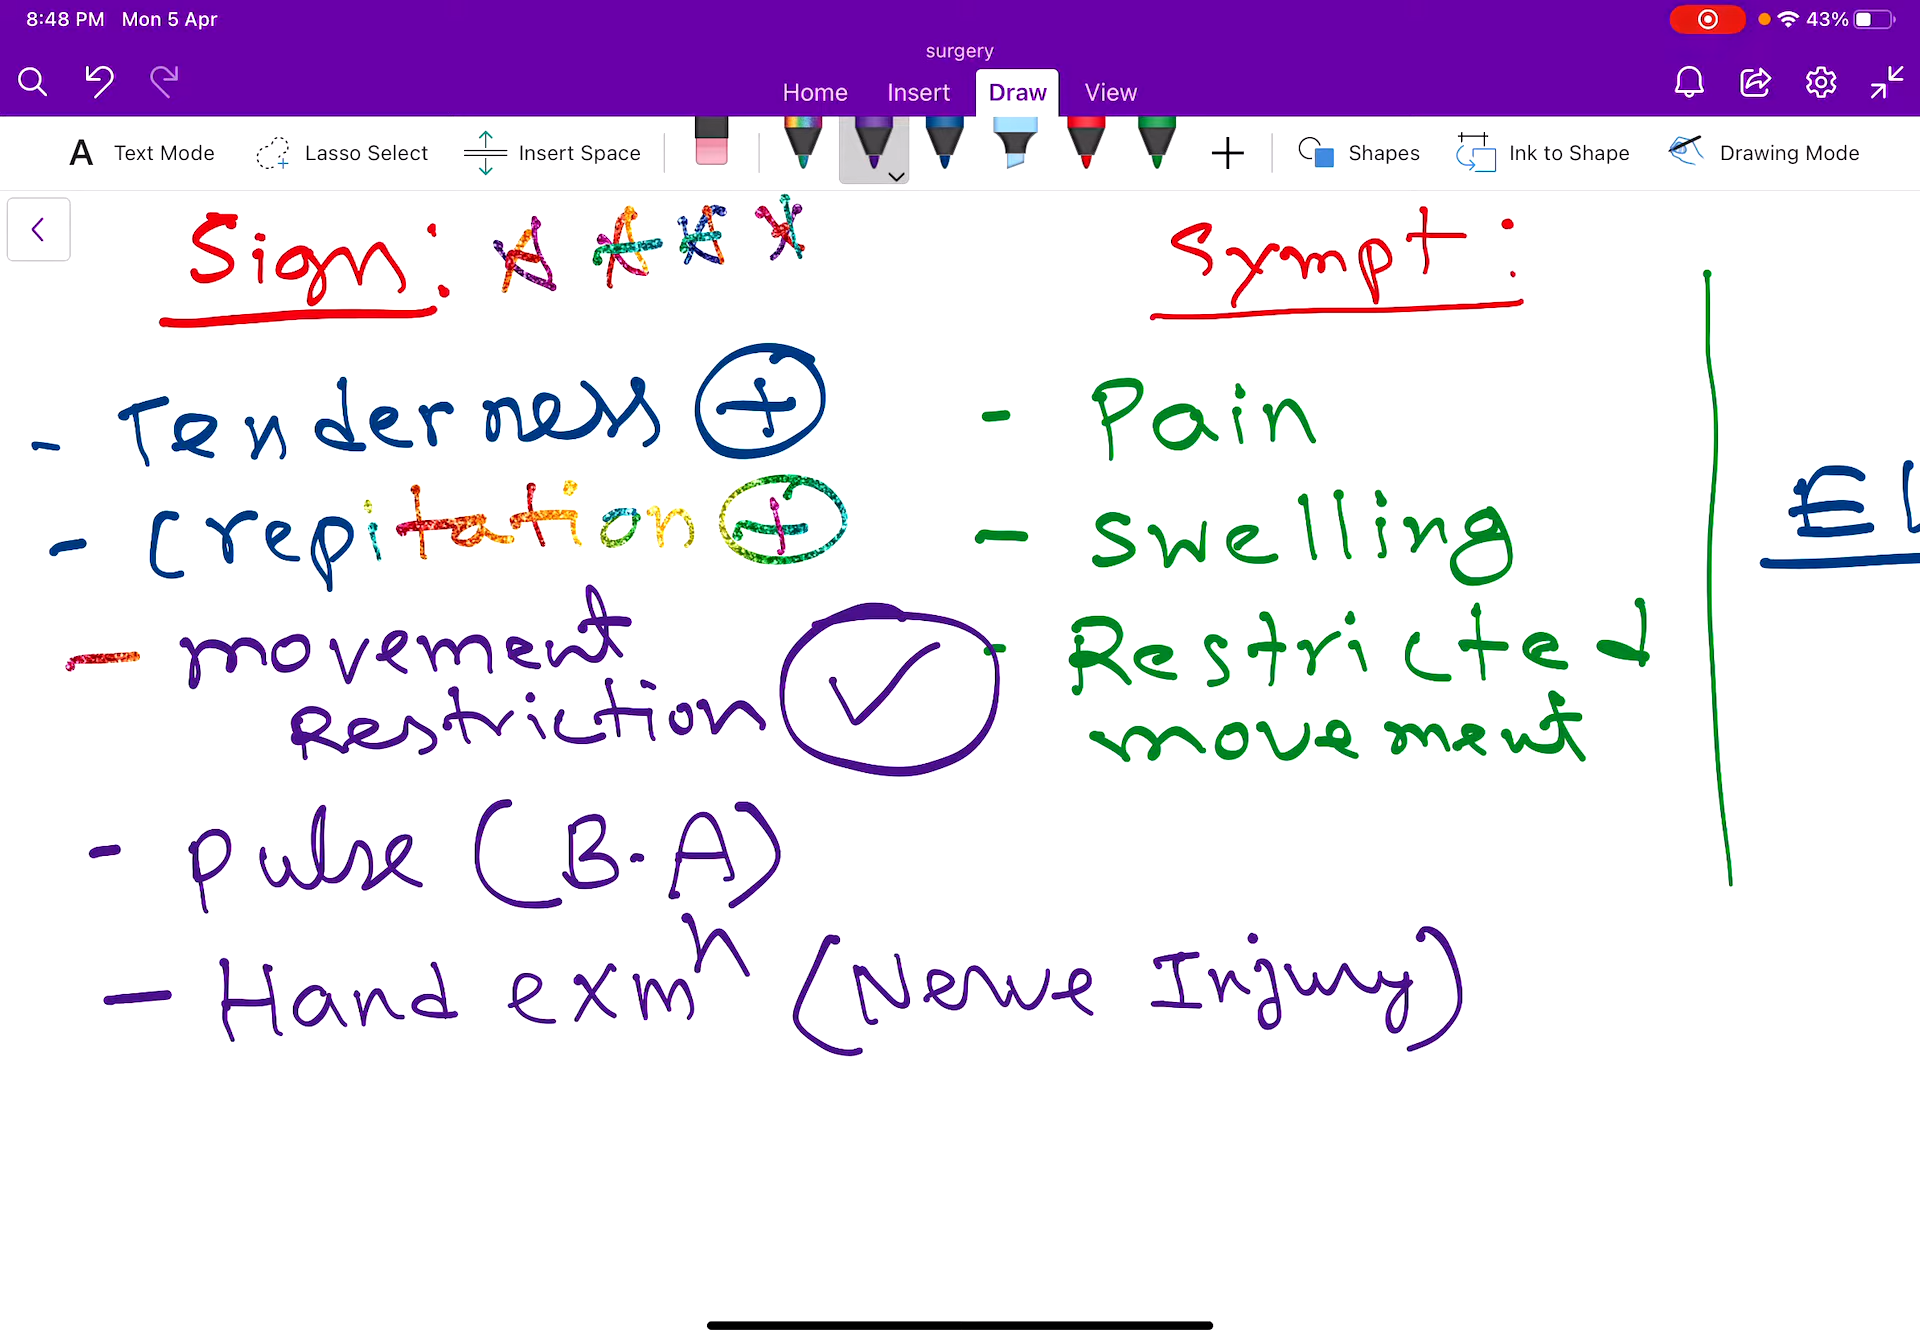 8:48 PM Mon 5 Apr
43%
surgery
Home Insert Draw View
A Text Mode Lasso Select Insert Space Shapes Ink to Shape Drawing Mode
Sign:
- Tenderness +
- Crepitation +
- movement
Restriction ✓
- pulse (B.A)
- Hand exmⁿ (Nerve Injury)
Sympt:
- Pain
- Swelling
- Restricted
movement